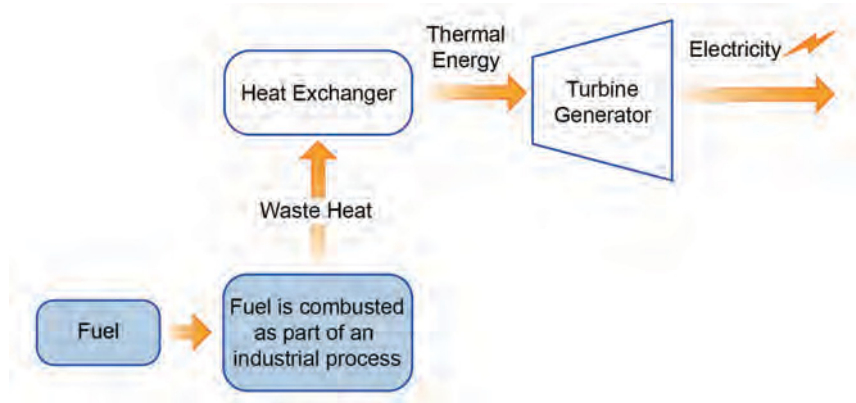 Thermal
Energy
Electricity
Heat Exchanger
Turbine
Generator
Waste Heat
Fuel
Fuel is combusted
as part of an
industrial process